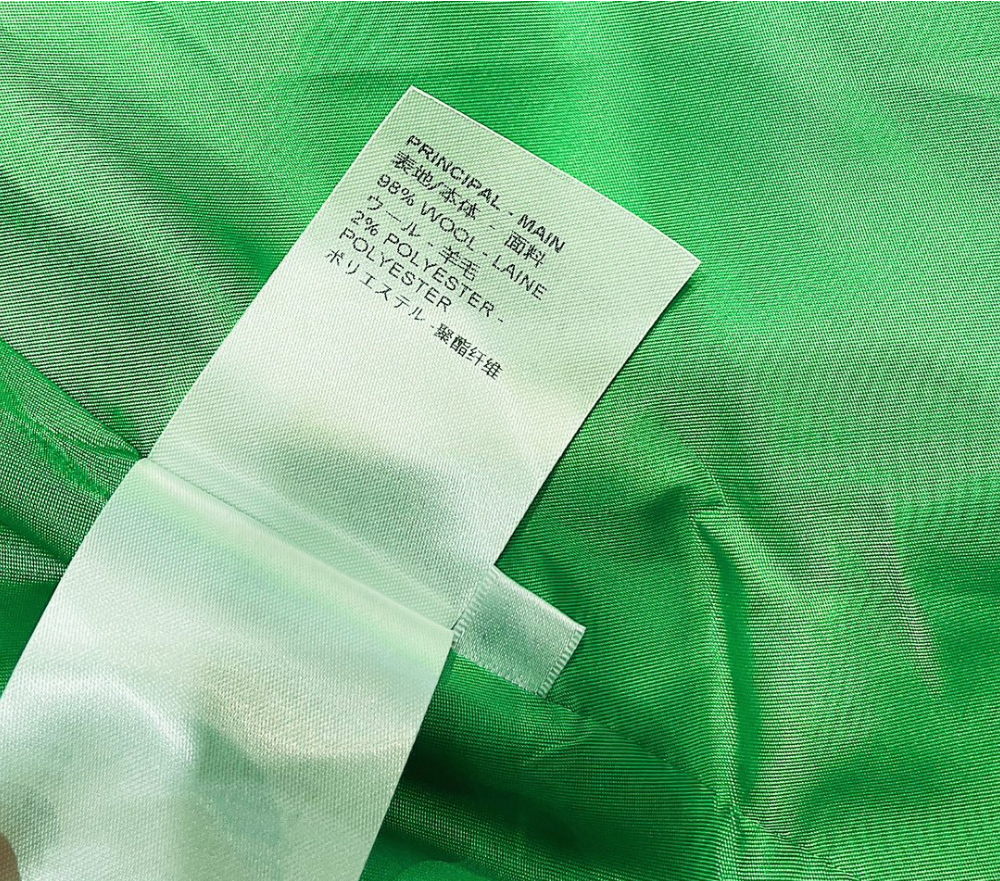 PRINCIPAL - MAIN
表地/本体 - 面料
98% WOOL - LAINE
ウール - 羊毛
2% POLYESTER -
POLYESTER
ポリエステル -聚酯纤维